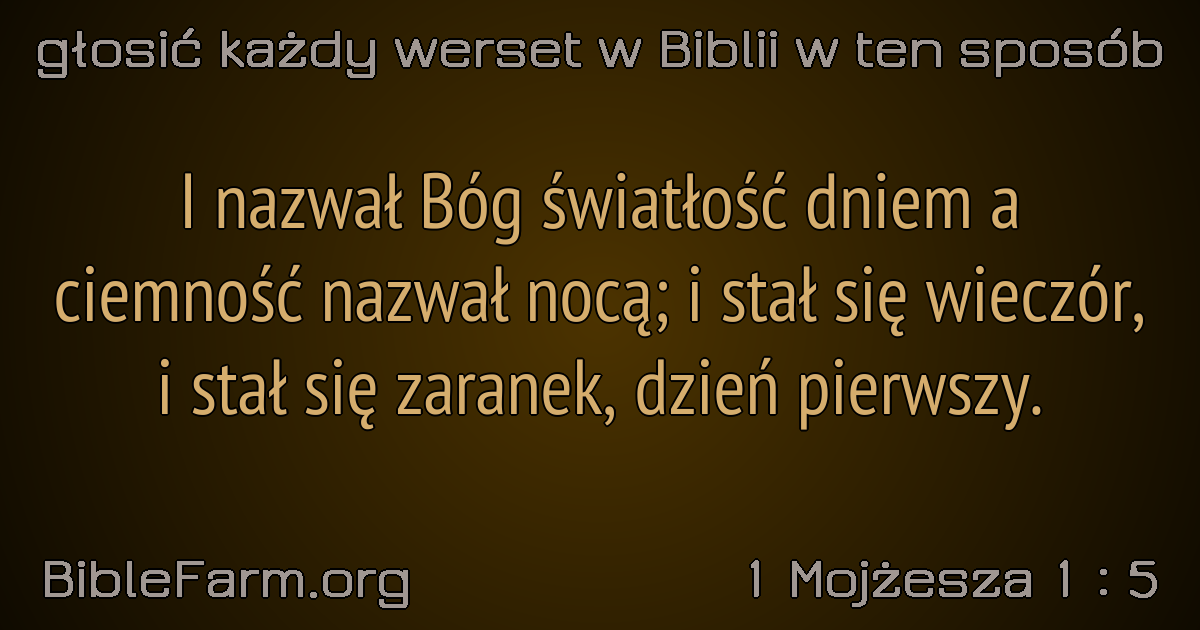 głosić każdy werset w Biblii w ten sposób
I nazwał Bóg światłość dniem a
ciemność nazwał nocą; i stał się wieczór,
i stał się zaranek, dzień pierwszy.
BibleFarm.org
1 Mojżesza 1 : 5